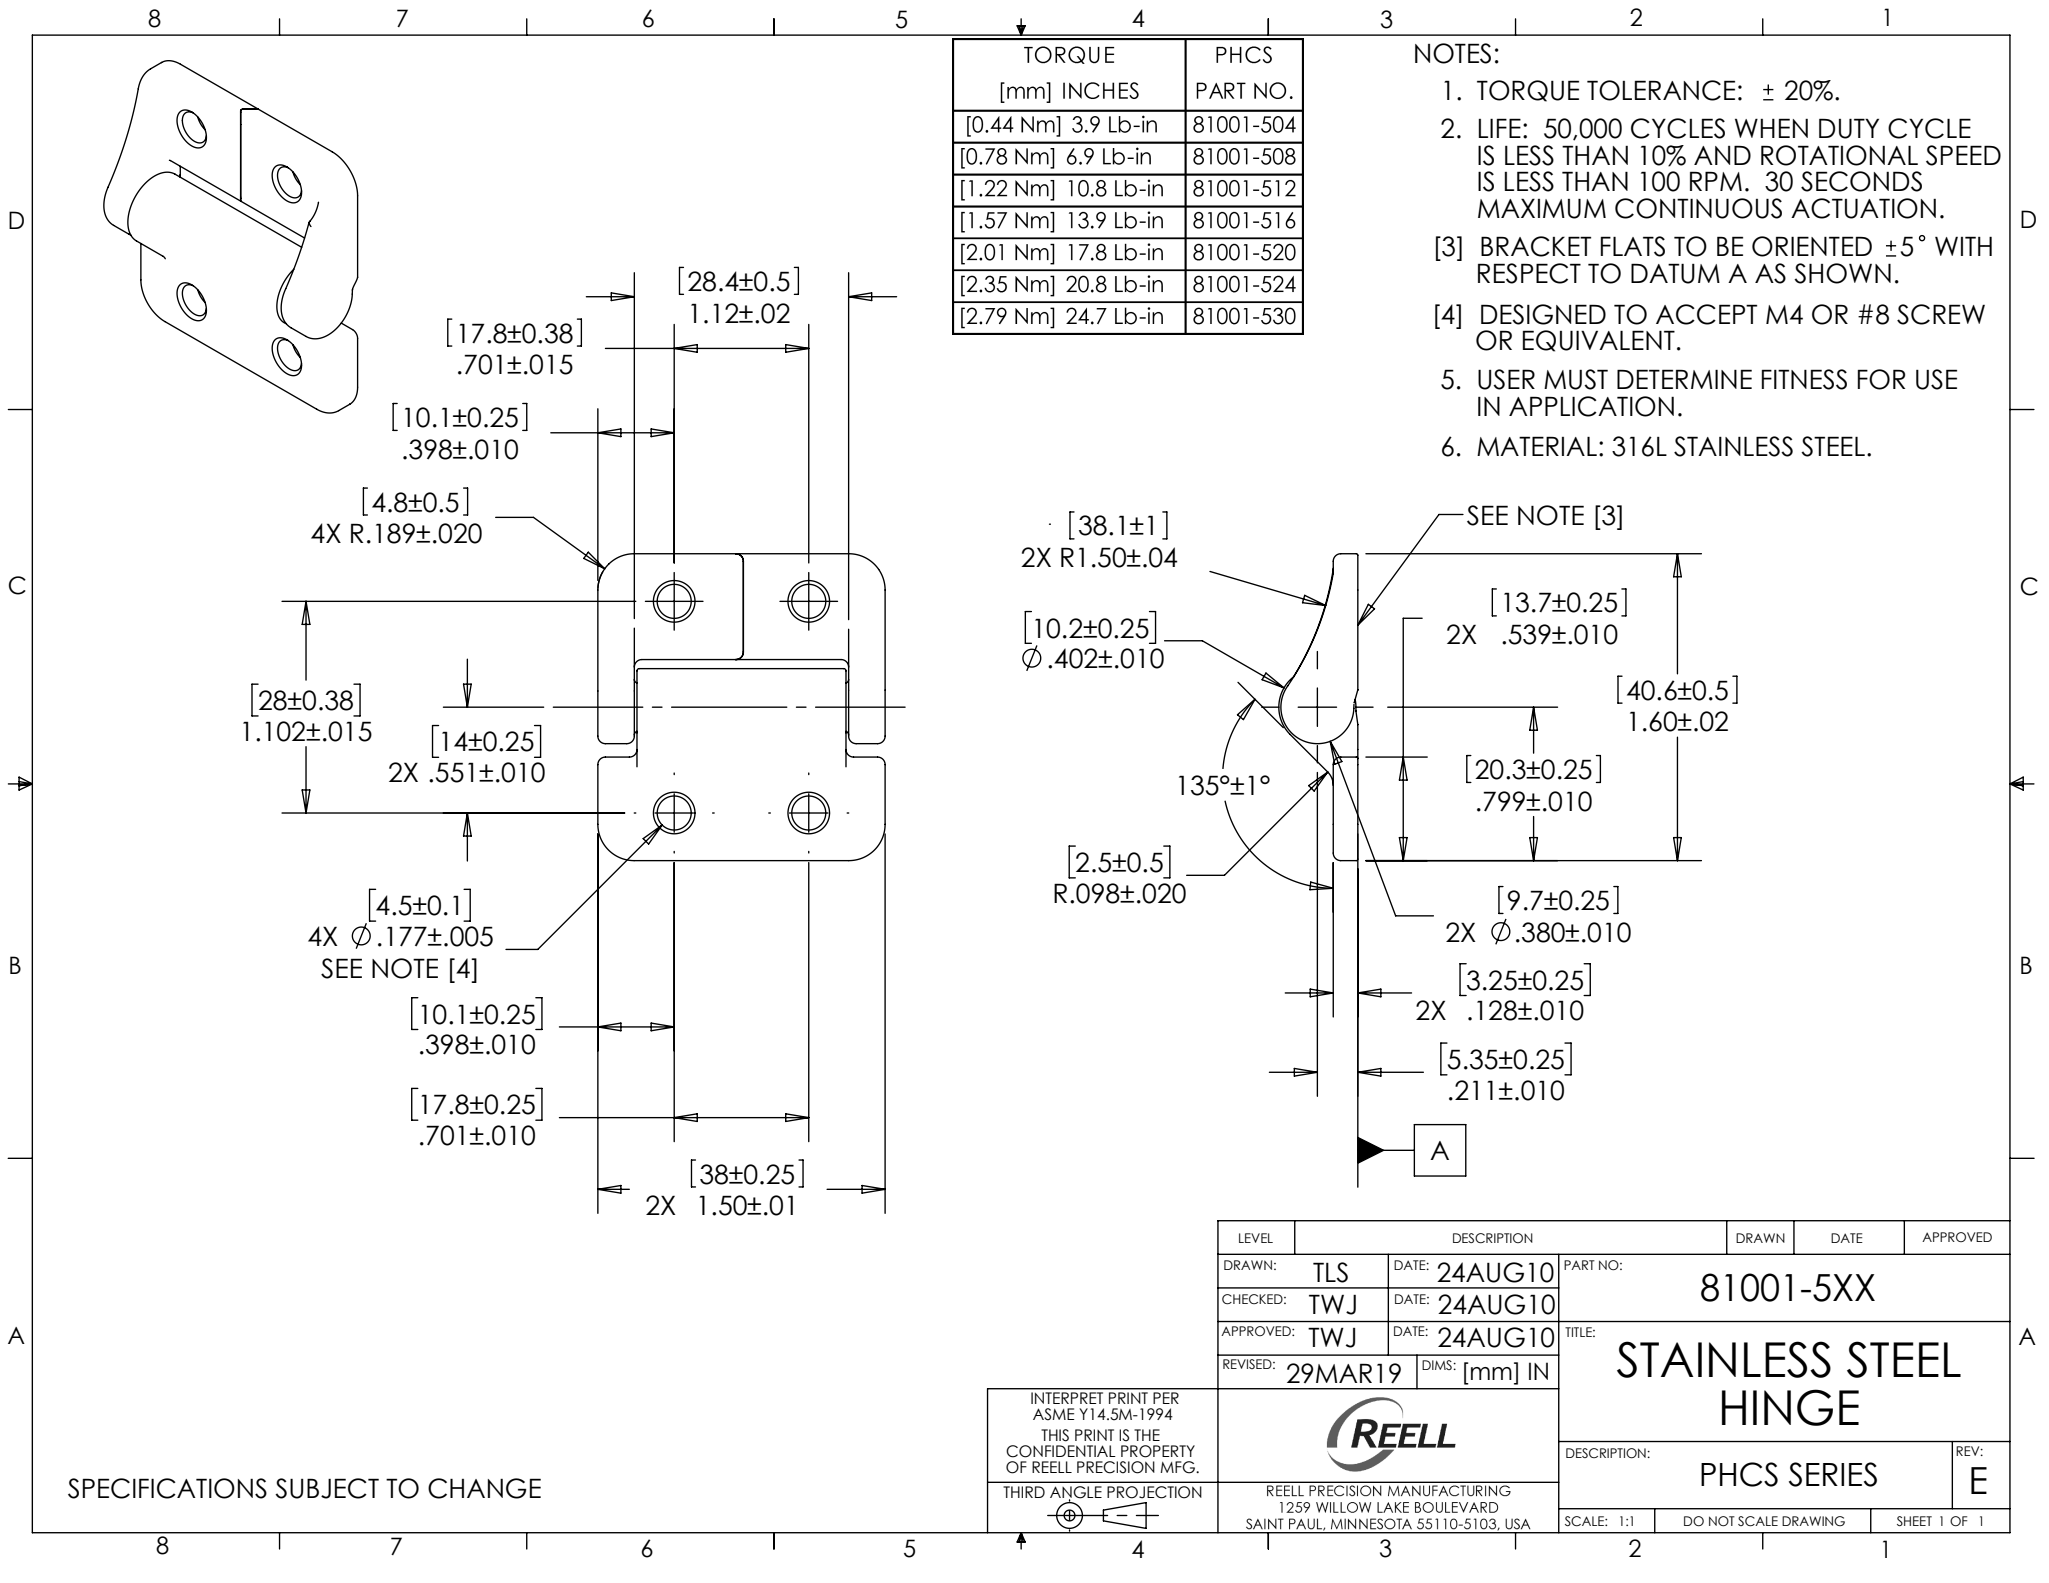 8 7 6 5 4 3 2 1
D
C
B
A
TORQUE
[mm] INCHES
PHCS
PART NO.
[0.44 Nm] 3.9 Lb-in 81001-504
[0.78 Nm] 6.9 Lb-in 81001-508
[1.22 Nm] 10.8 Lb-in 81001-512
[1.57 Nm] 13.9 Lb-in 81001-516
[2.01 Nm] 17.8 Lb-in 81001-520
[2.35 Nm] 20.8 Lb-in 81001-524
[2.79 Nm] 24.7 Lb-in 81001-530
NOTES:
1. TORQUE TOLERANCE: ± 20%.
2. LIFE: 50,000 CYCLES WHEN DUTY CYCLE
IS LESS THAN 10% AND ROTATIONAL SPEED
IS LESS THAN 100 RPM. 30 SECONDS
MAXIMUM CONTINUOUS ACTUATION.
[3] BRACKET FLATS TO BE ORIENTED ±5° WITH
RESPECT TO DATUM A AS SHOWN.
[4] DESIGNED TO ACCEPT M4 OR #8 SCREW
OR EQUIVALENT.
5. USER MUST DETERMINE FITNESS FOR USE
IN APPLICATION.
6. MATERIAL: 316L STAINLESS STEEL.
[28.4±0.5]
1.12±.02
[17.8±0.38]
.701±.015
[10.1±0.25]
.398±.010
[4.8±0.5]
4X R.189±.020
[28±0.38]
1.102±.015
[14±0.25]
2X .551±.010
[4.5±0.1]
4X ∅.177±.005
SEE NOTE [4]
[10.1±0.25]
.398±.010
[17.8±0.25]
.701±.010
[38±0.25]
2X 1.50±.01
[38.1±1]
2X R1.50±.04
SEE NOTE [3]
[10.2±0.25]
∅.402±.010
[13.7±0.25]
2X .539±.010
[40.6±0.5]
1.60±.02
[20.3±0.25]
.799±.010
135°±1°
[2.5±0.5]
R.098±.020
[9.7±0.25]
2X ∅.380±.010
[3.25±0.25]
2X .128±.010
[5.35±0.25]
.211±.010
A
D
C
B
A
LEVEL DESCRIPTION DRAWN DATE APPROVED
DRAWN: TLS DATE: 24AUG10
CHECKED: TWJ DATE: 24AUG10
APPROVED: TWJ DATE: 24AUG10
REVISED: 29MAR19 DIMS: [mm] IN
PART NO: 81001-5XX
TITLE:
STAINLESS STEEL
HINGE
DESCRIPTION: PHCS SERIES
REV: E
SCALE: 1:1 DO NOT SCALE DRAWING SHEET 1 OF 1
INTERPRET PRINT PER
ASME Y14.5M-1994
THIS PRINT IS THE
CONFIDENTIAL PROPERTY
OF REELL PRECISION MFG.
THIRD ANGLE PROJECTION
REELL
REELL PRECISION MANUFACTURING
1259 WILLOW LAKE BOULEVARD
SAINT PAUL, MINNESOTA 55110-5103, USA
SPECIFICATIONS SUBJECT TO CHANGE
8 7 6 5 4 3 2 1